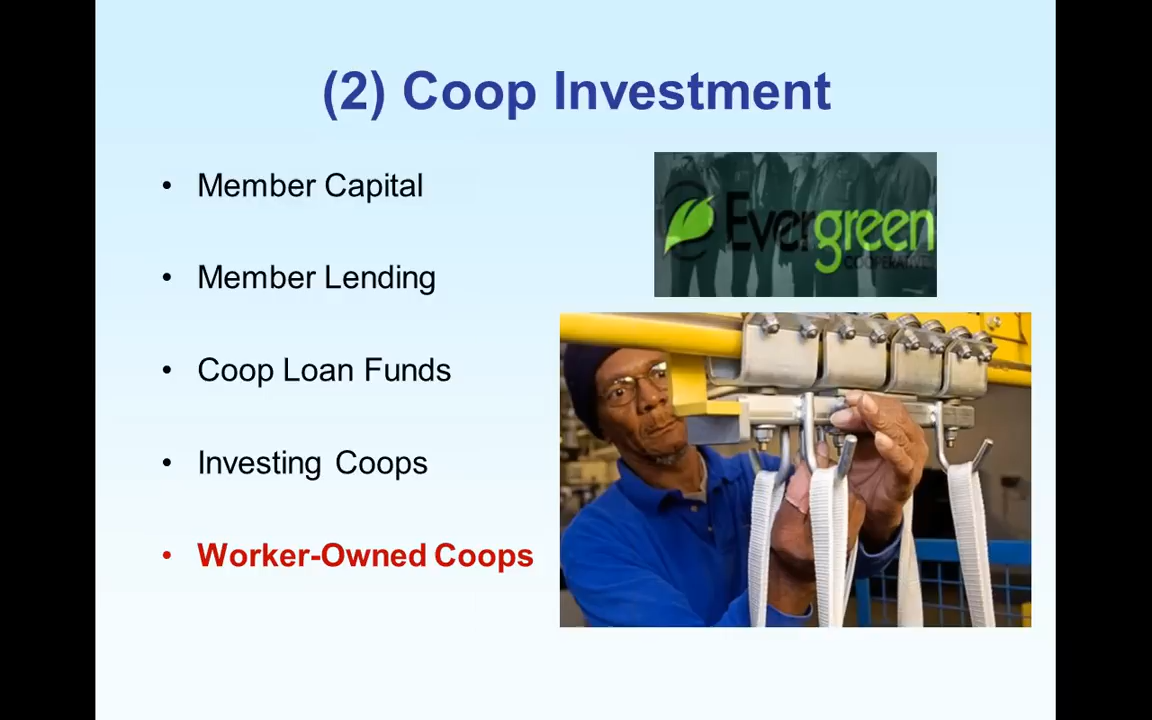 (2) Coop Investment
• Member Capital
• Member Lending
• Coop Loan Funds
• Investing Coops
• Worker-Owned Coops
Evergreen